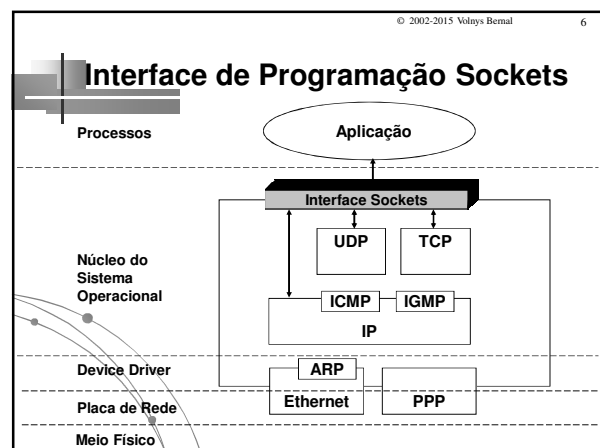 © 2002-2015 Volnys Bernal 6
Interface de Programação Sockets
Processos
Aplicação
Interface Sockets
UDP
TCP
Núcleo do
Sistema
Operacional
ICMP
IGMP
IP
Device Driver
ARP
Ethernet
PPP
Placa de Rede
Meio Físico